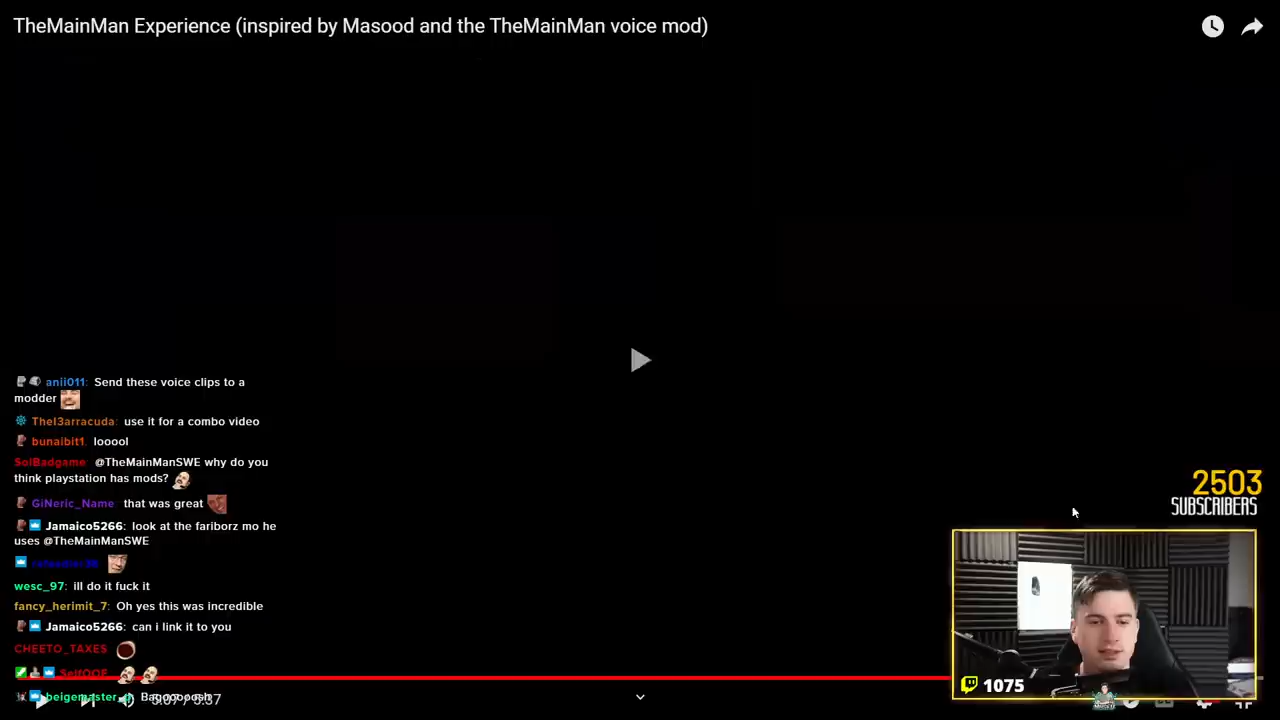 TheMainMan Experience (inspired by Masood and the TheMainMan voice mod)
anii011: Send these voice clips to a
modder
TheI3arracuda: use it for a combo video
bunaibit1: looool
SolBadgame: @TheMainManSWE why do you
think playstation has mods?
GiNeric_Name: that was great
Jamaico5266: look at the fariborz mo he
uses @TheMainManSWE
wesc_97: ill do it fuck it
fancy_herimit_7: Oh yes this was incredible
Jamaico5266: can i link it to you
CHEETO_TAXES
SelfOOF
2503
SUBSCRIBERS
1075